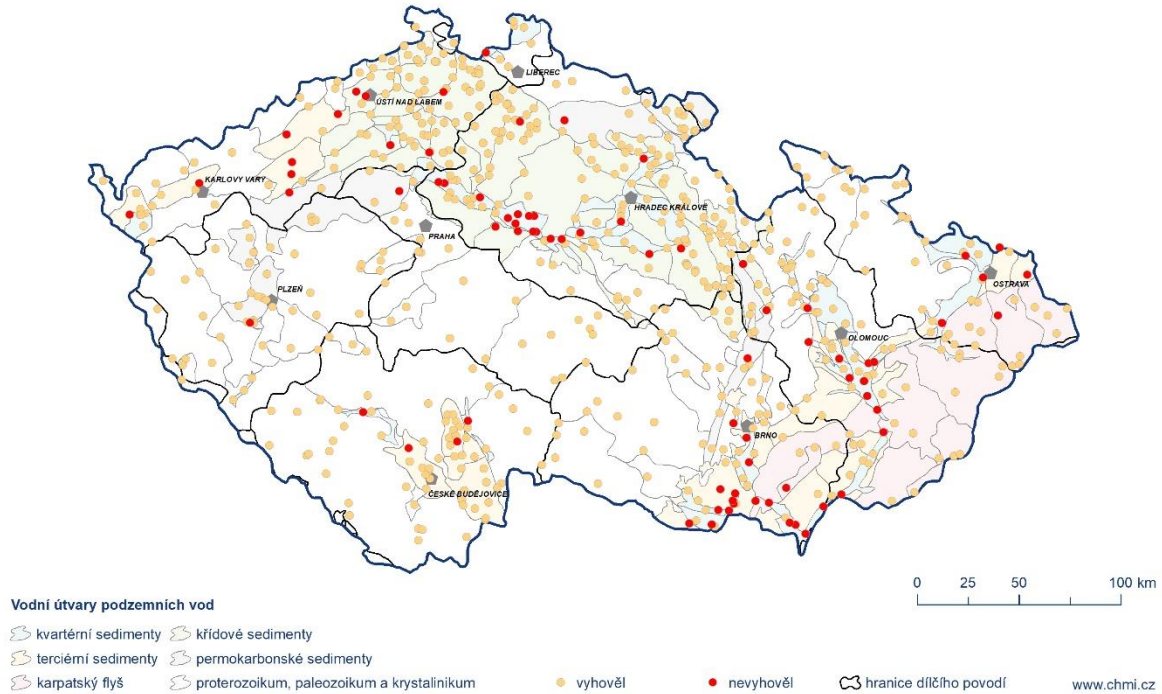 LIBEREC
ÚSTÍ NAD LABEM
KARLOVY VARY
HRADEC KRÁLOVÉ
PRAHA
PLZEŇ
OSTRAVA
OLOMOUC
BRNO
ČESKÉ BUDĚJOVICE
0 25 50 100 km
Vodní útvary podzemních vod
kvartérní sedimenty křídové sedimenty
terciérní sedimenty permokarbonské sedimenty
karpatský flyš proterozoikum, paleozoikum a krystalinikum vyhověl nevyhověl hranice dílčího povodí www.chmi.cz